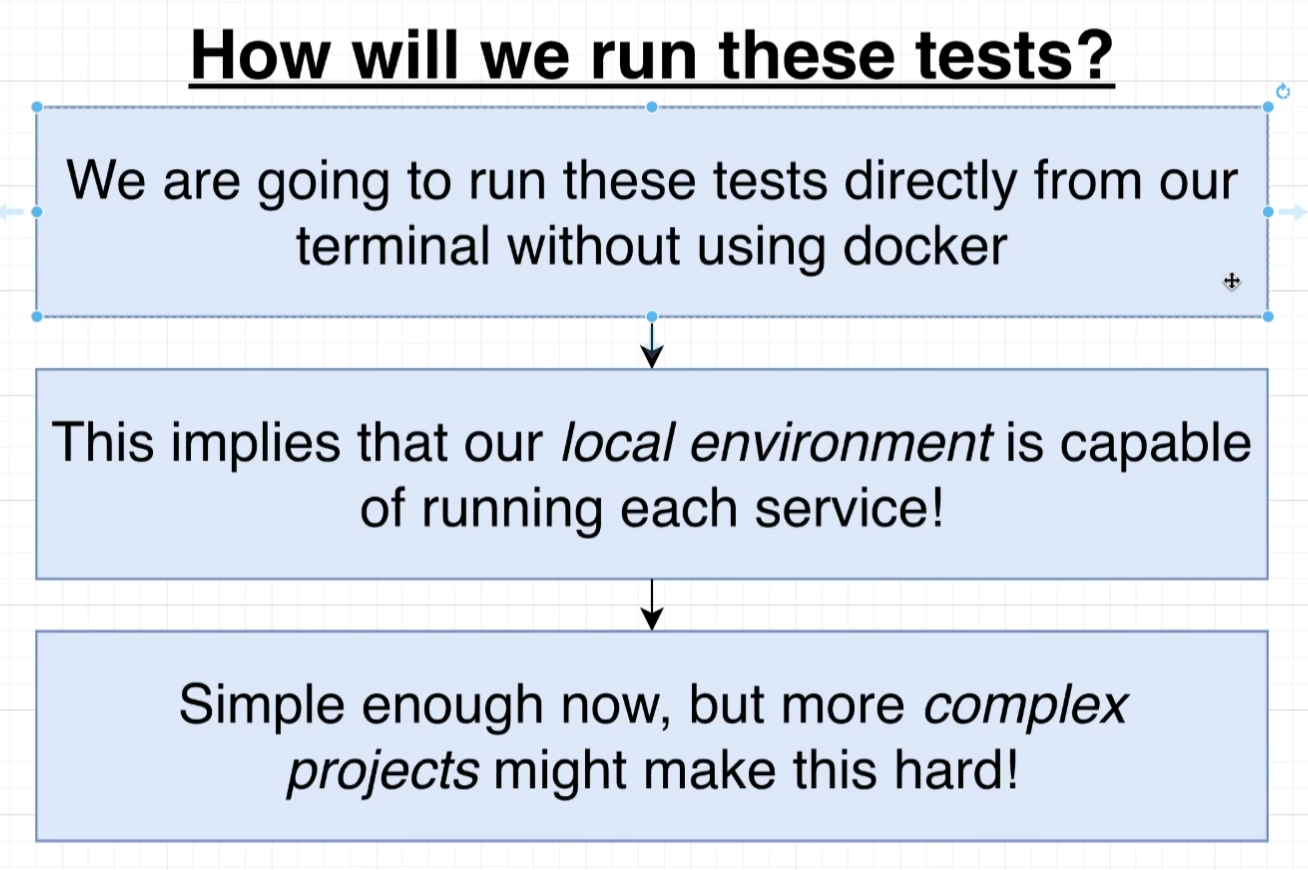 How will we run these tests?
We are going to run these tests directly from our
terminal without using docker
This implies that our local environment is capable
of running each service!
Simple enough now, but more complex
projects might make this hard!